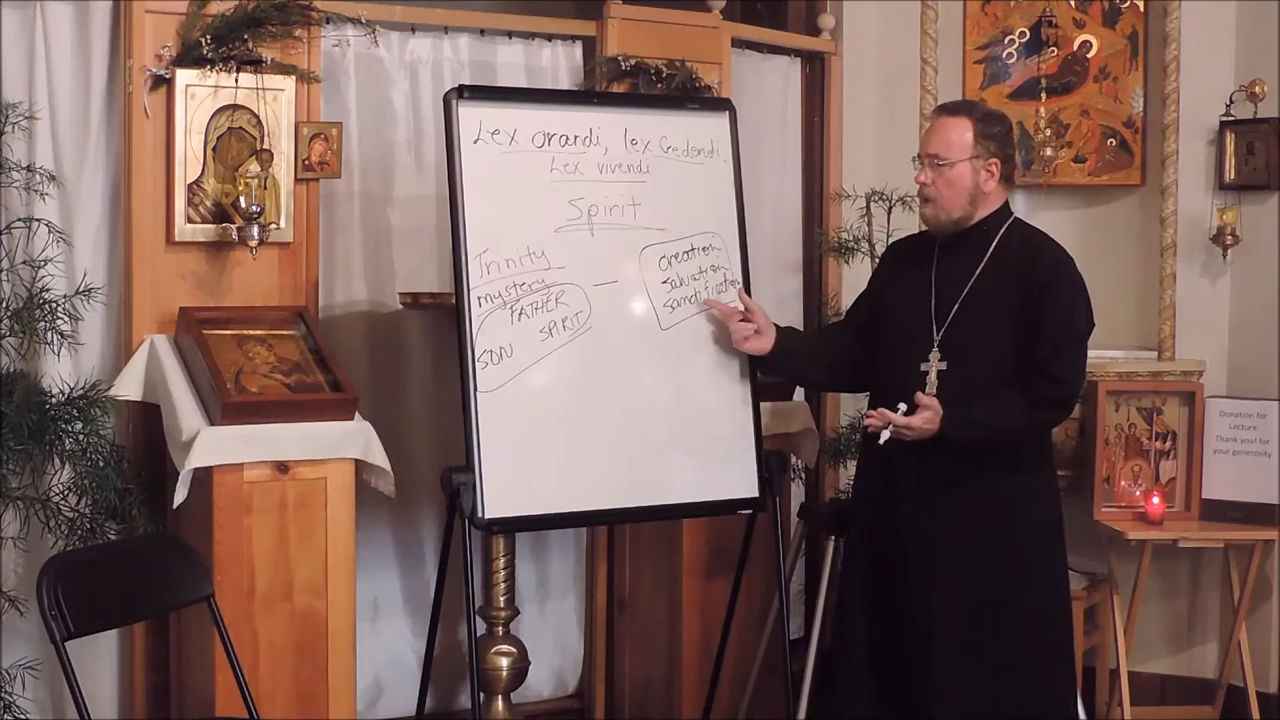 Lex orandi, lex Credendi,
Lex vivendi
Spirit
Trinity
mystery
FATHER
SON SPIRIT
creation
salvation
sanctification
Donation for
Lecture
Thank you! for
your generosity